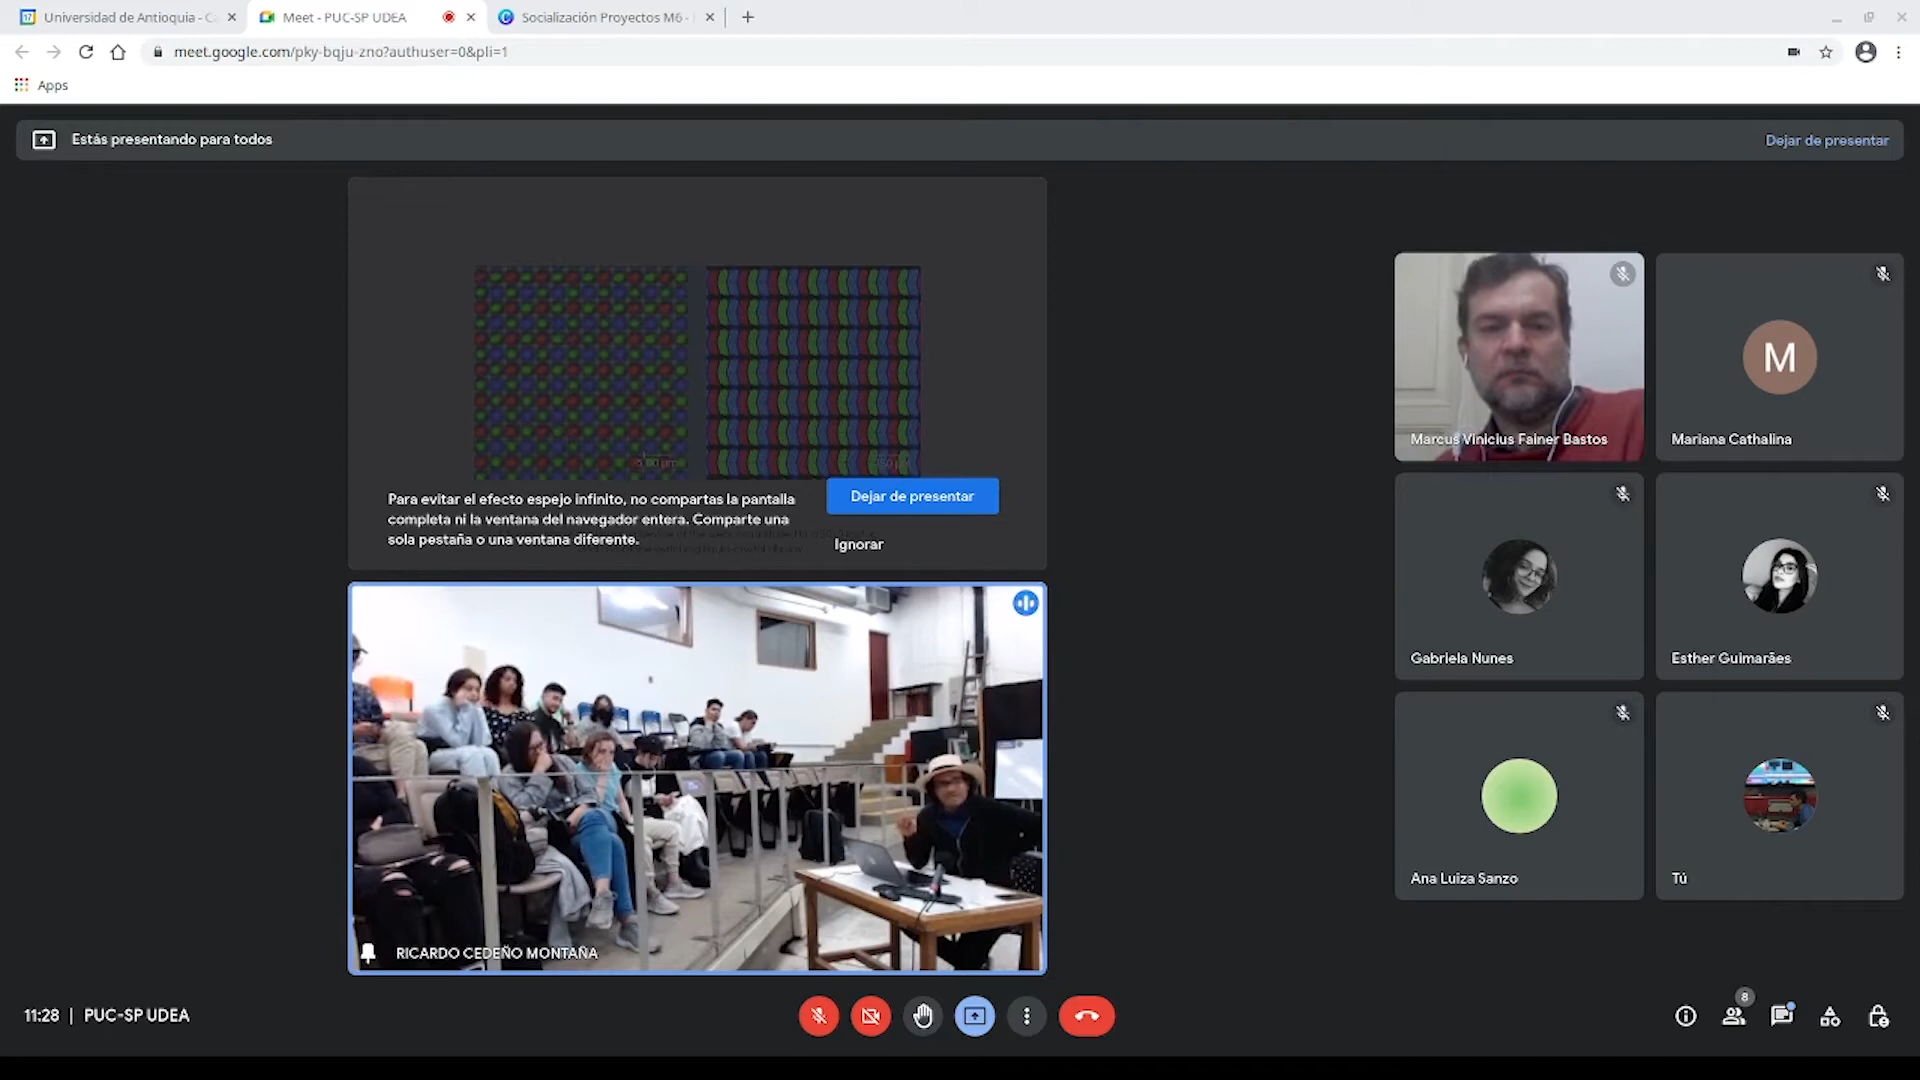 Universidad de Antioquia - C
Meet - PUC-SP UDEA
Socialización Proyectos M6 -
meet.google.com/pky-bqju-zno?authuser=0&pli=1
Apps
Estás presentando para todos
Dejar de presentar
Para evitar el efecto espejo infinito, no compartas la pantalla
completa ni la ventana del navegador entera. Comparte una
sola pestaña o una ventana diferente.
Dejar de presentar
Ignorar
Marcus Vinicius Fainer Bastos
M
Mariana Cathalina
Gabriela Nunes
Esther Guimarães
Ana Luiza Sanzo
Tú
RICARDO CEDEÑO MONTAÑA
11:28 | PUC-SP UDEA
8